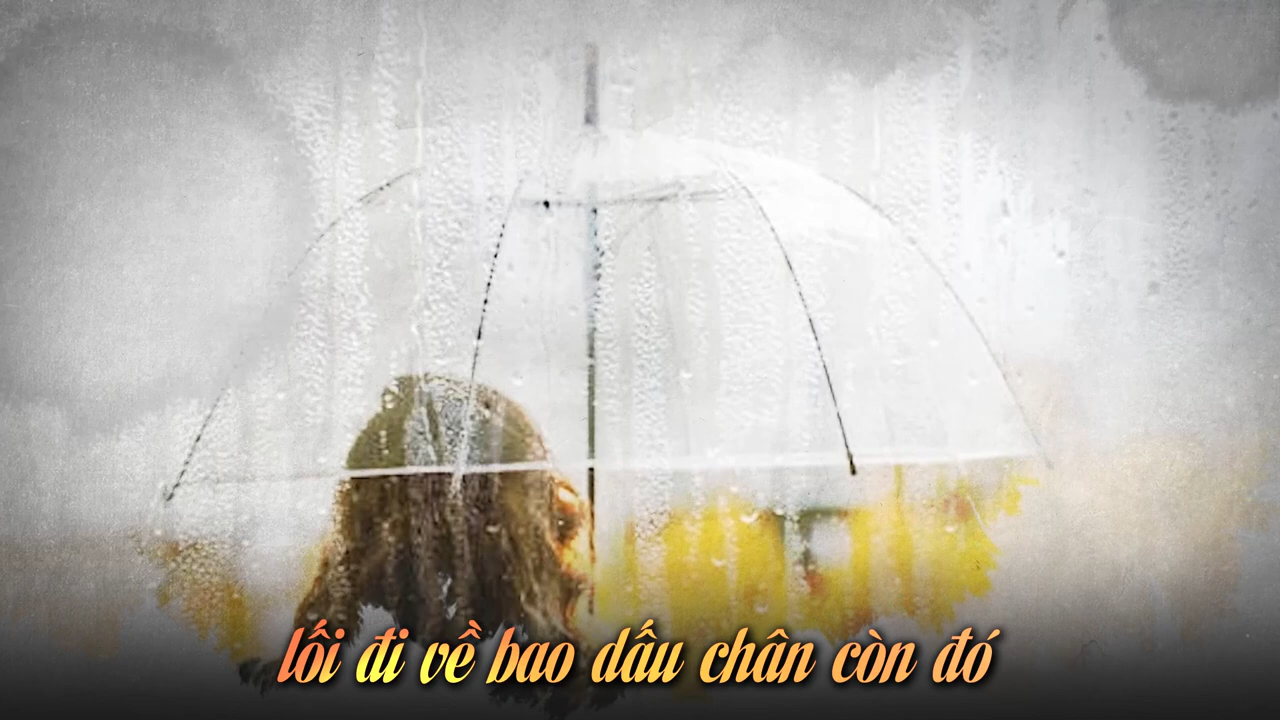 lối đi về bao dấu chân còn đó